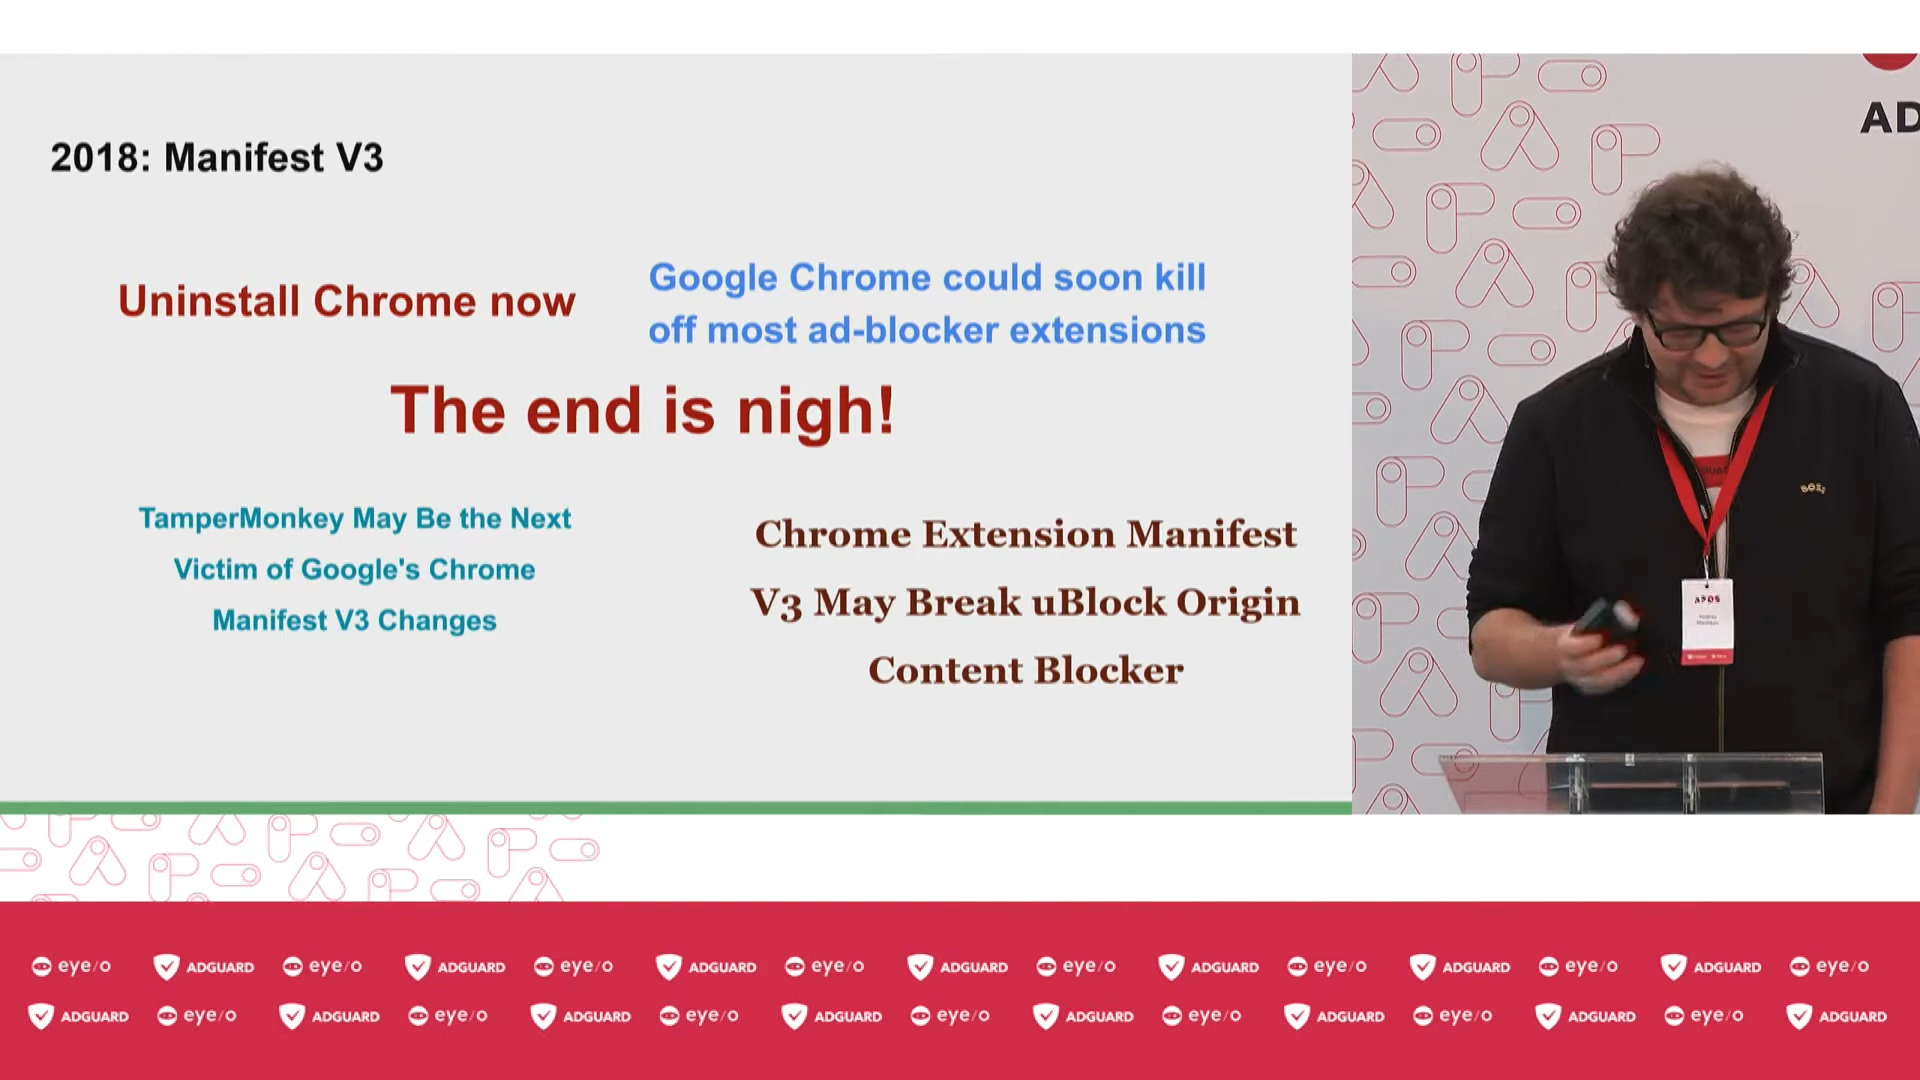 2018: Manifest V3
Uninstall Chrome now
Google Chrome could soon kill
off most ad-blocker extensions
The end is nigh!
TamperMonkey May Be the Next
Victim of Google's Chrome
Manifest V3 Changes
Chrome Extension Manifest
V3 May Break uBlock Origin
Content Blocker
AD
BOSS
eye/o ADGUARD eye/o ADGUARD eye/o ADGUARD eye/o ADGUARD eye/o ADGUARD eye/o ADGUARD eye/o ADGUARD eye/o
ADGUARD eye/o ADGUARD eye/o ADGUARD eye/o ADGUARD eye/o ADGUARD eye/o ADGUARD eye/o ADGUARD eye/o ADGUARD